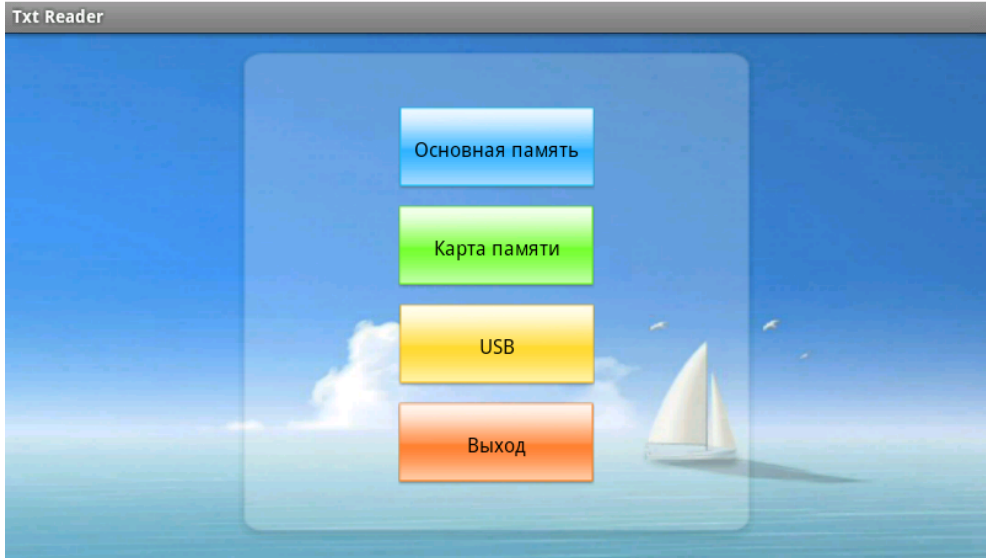 Txt Reader
Основная память
Карта памяти
USB
Выход